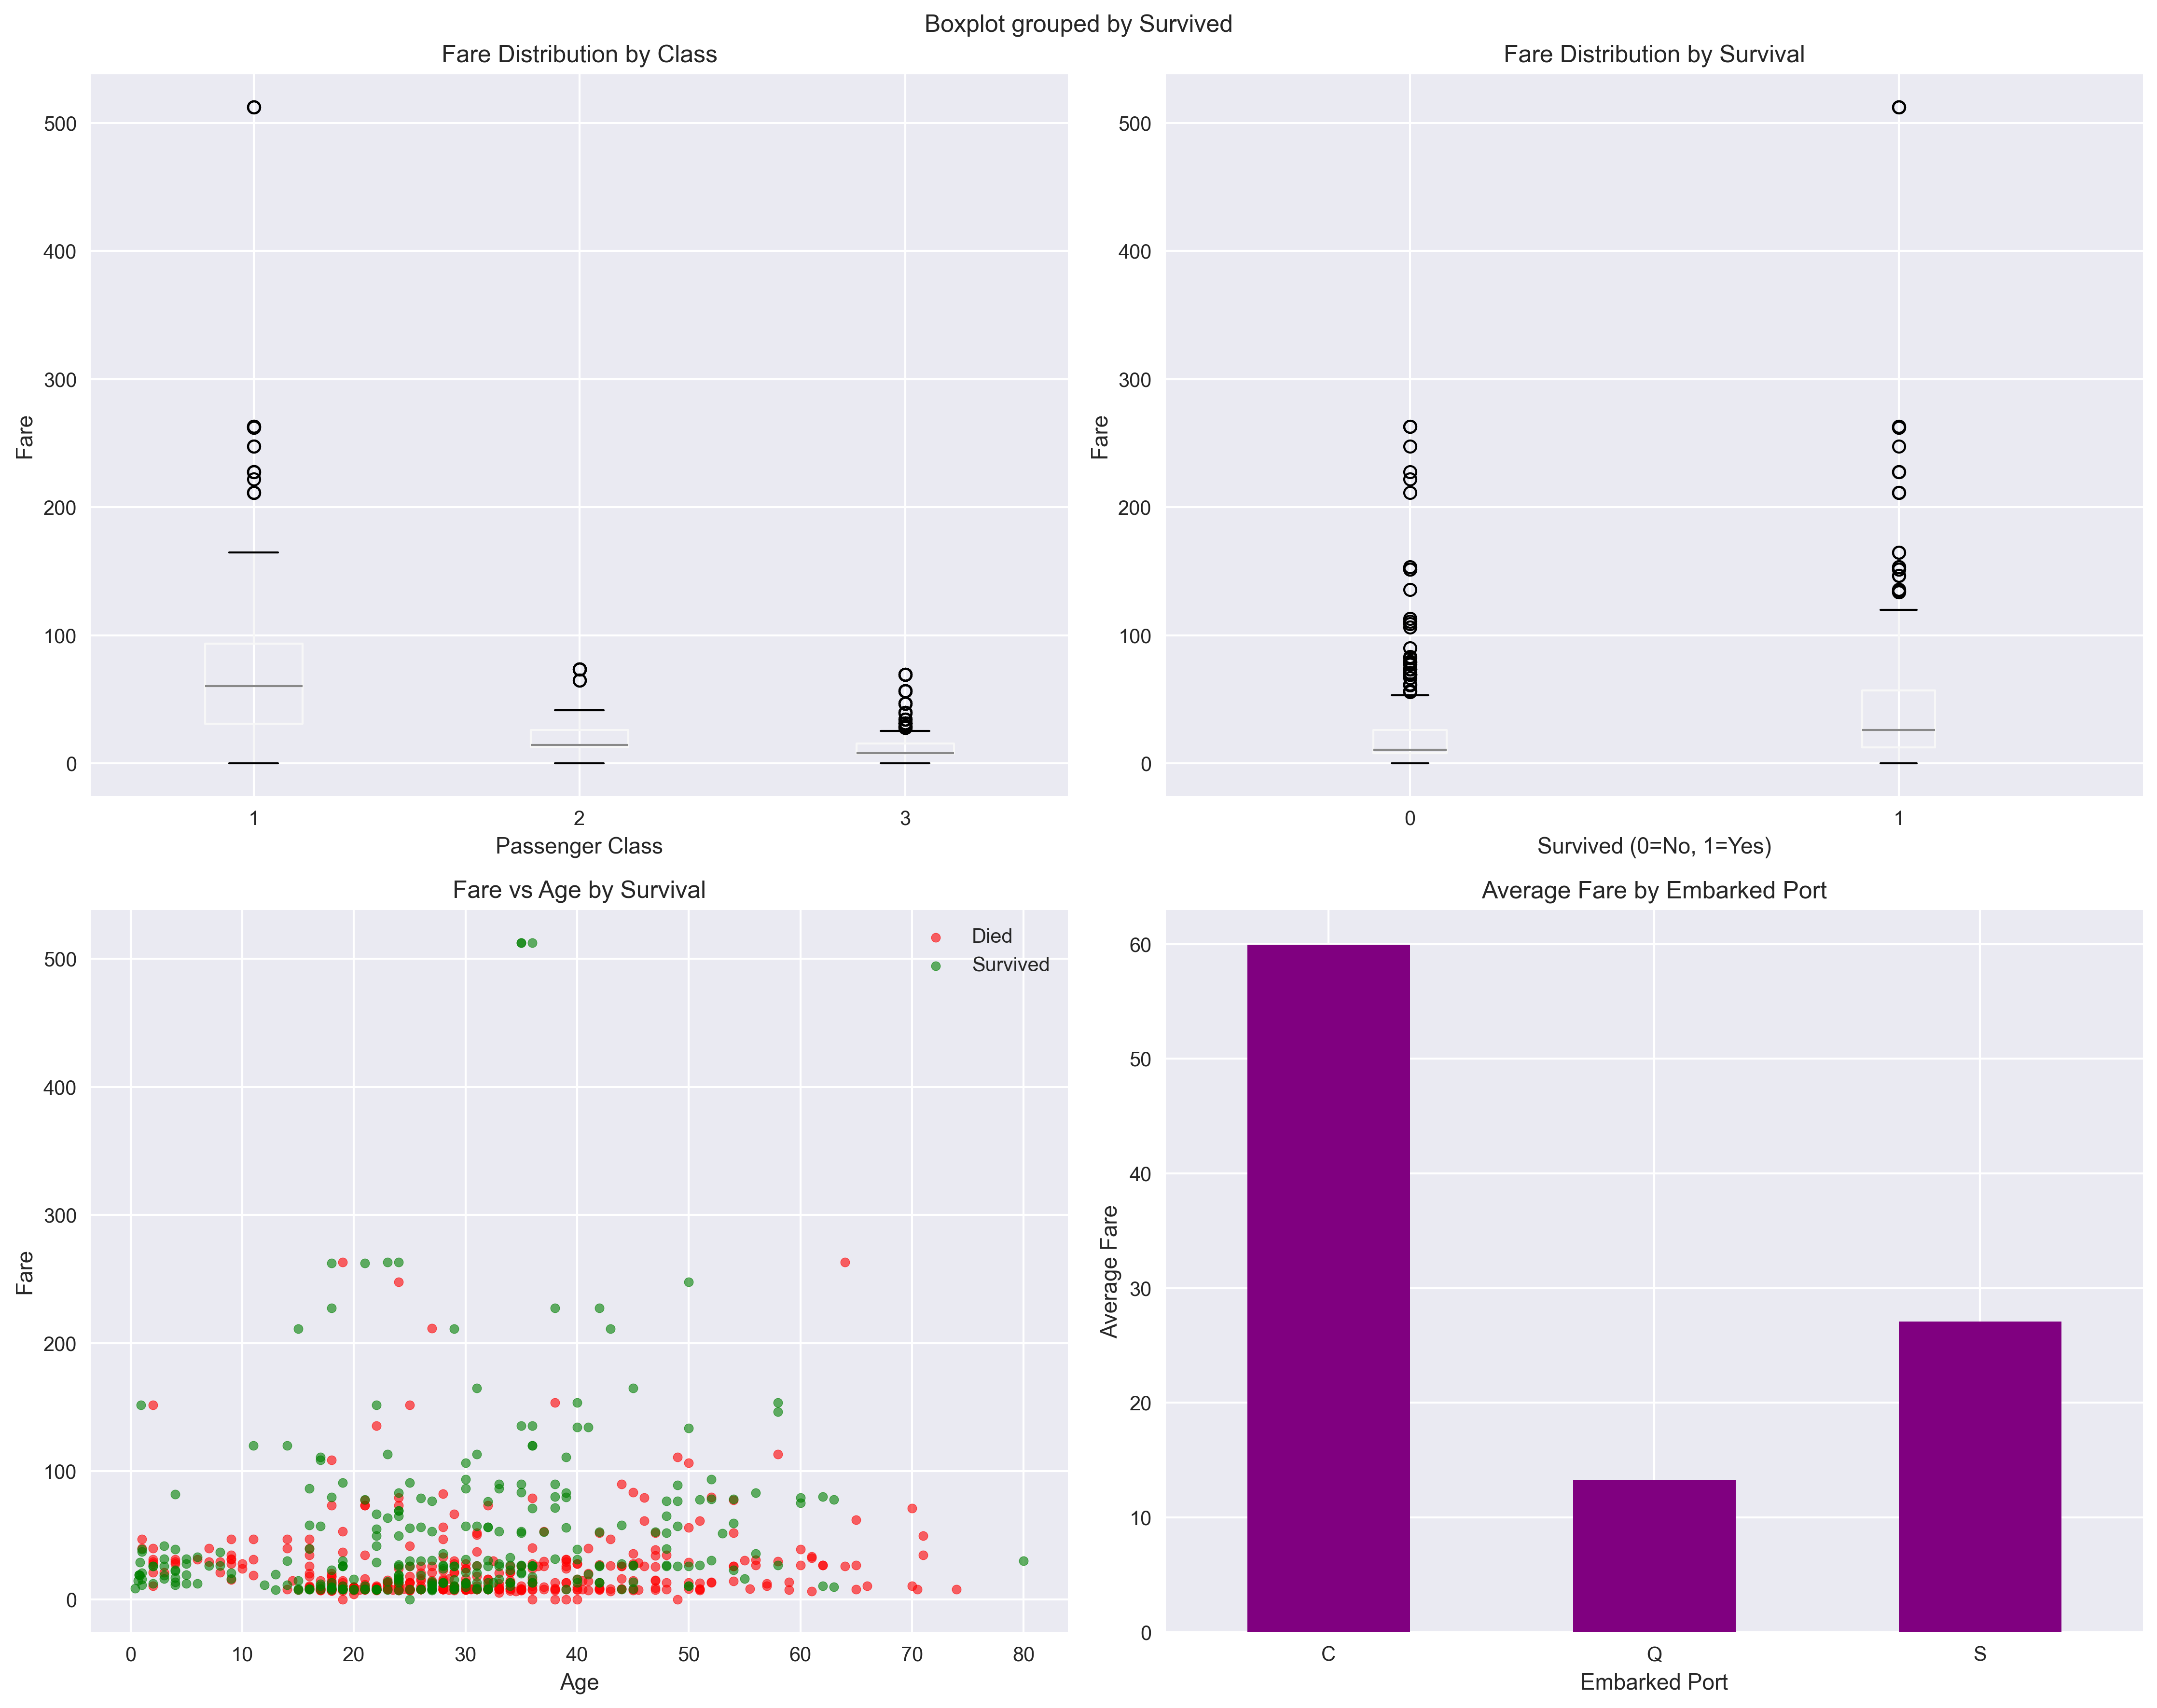 Boxplot grouped by Survived
Fare Distribution by Class
Fare
500
400
300
200
100
0
1 2 3
Passenger Class
Fare Distribution by Survival
Fare
500
400
300
200
100
0
0 1
Survived (0=No, 1=Yes)
Fare vs Age by Survival
Died
Survived
Fare
500
400
300
200
100
0
0 10 20 30 40 50 60 70 80
Age
Average Fare by Embarked Port
Average Fare
60
50
40
30
20
10
0
C Q S
Embarked Port